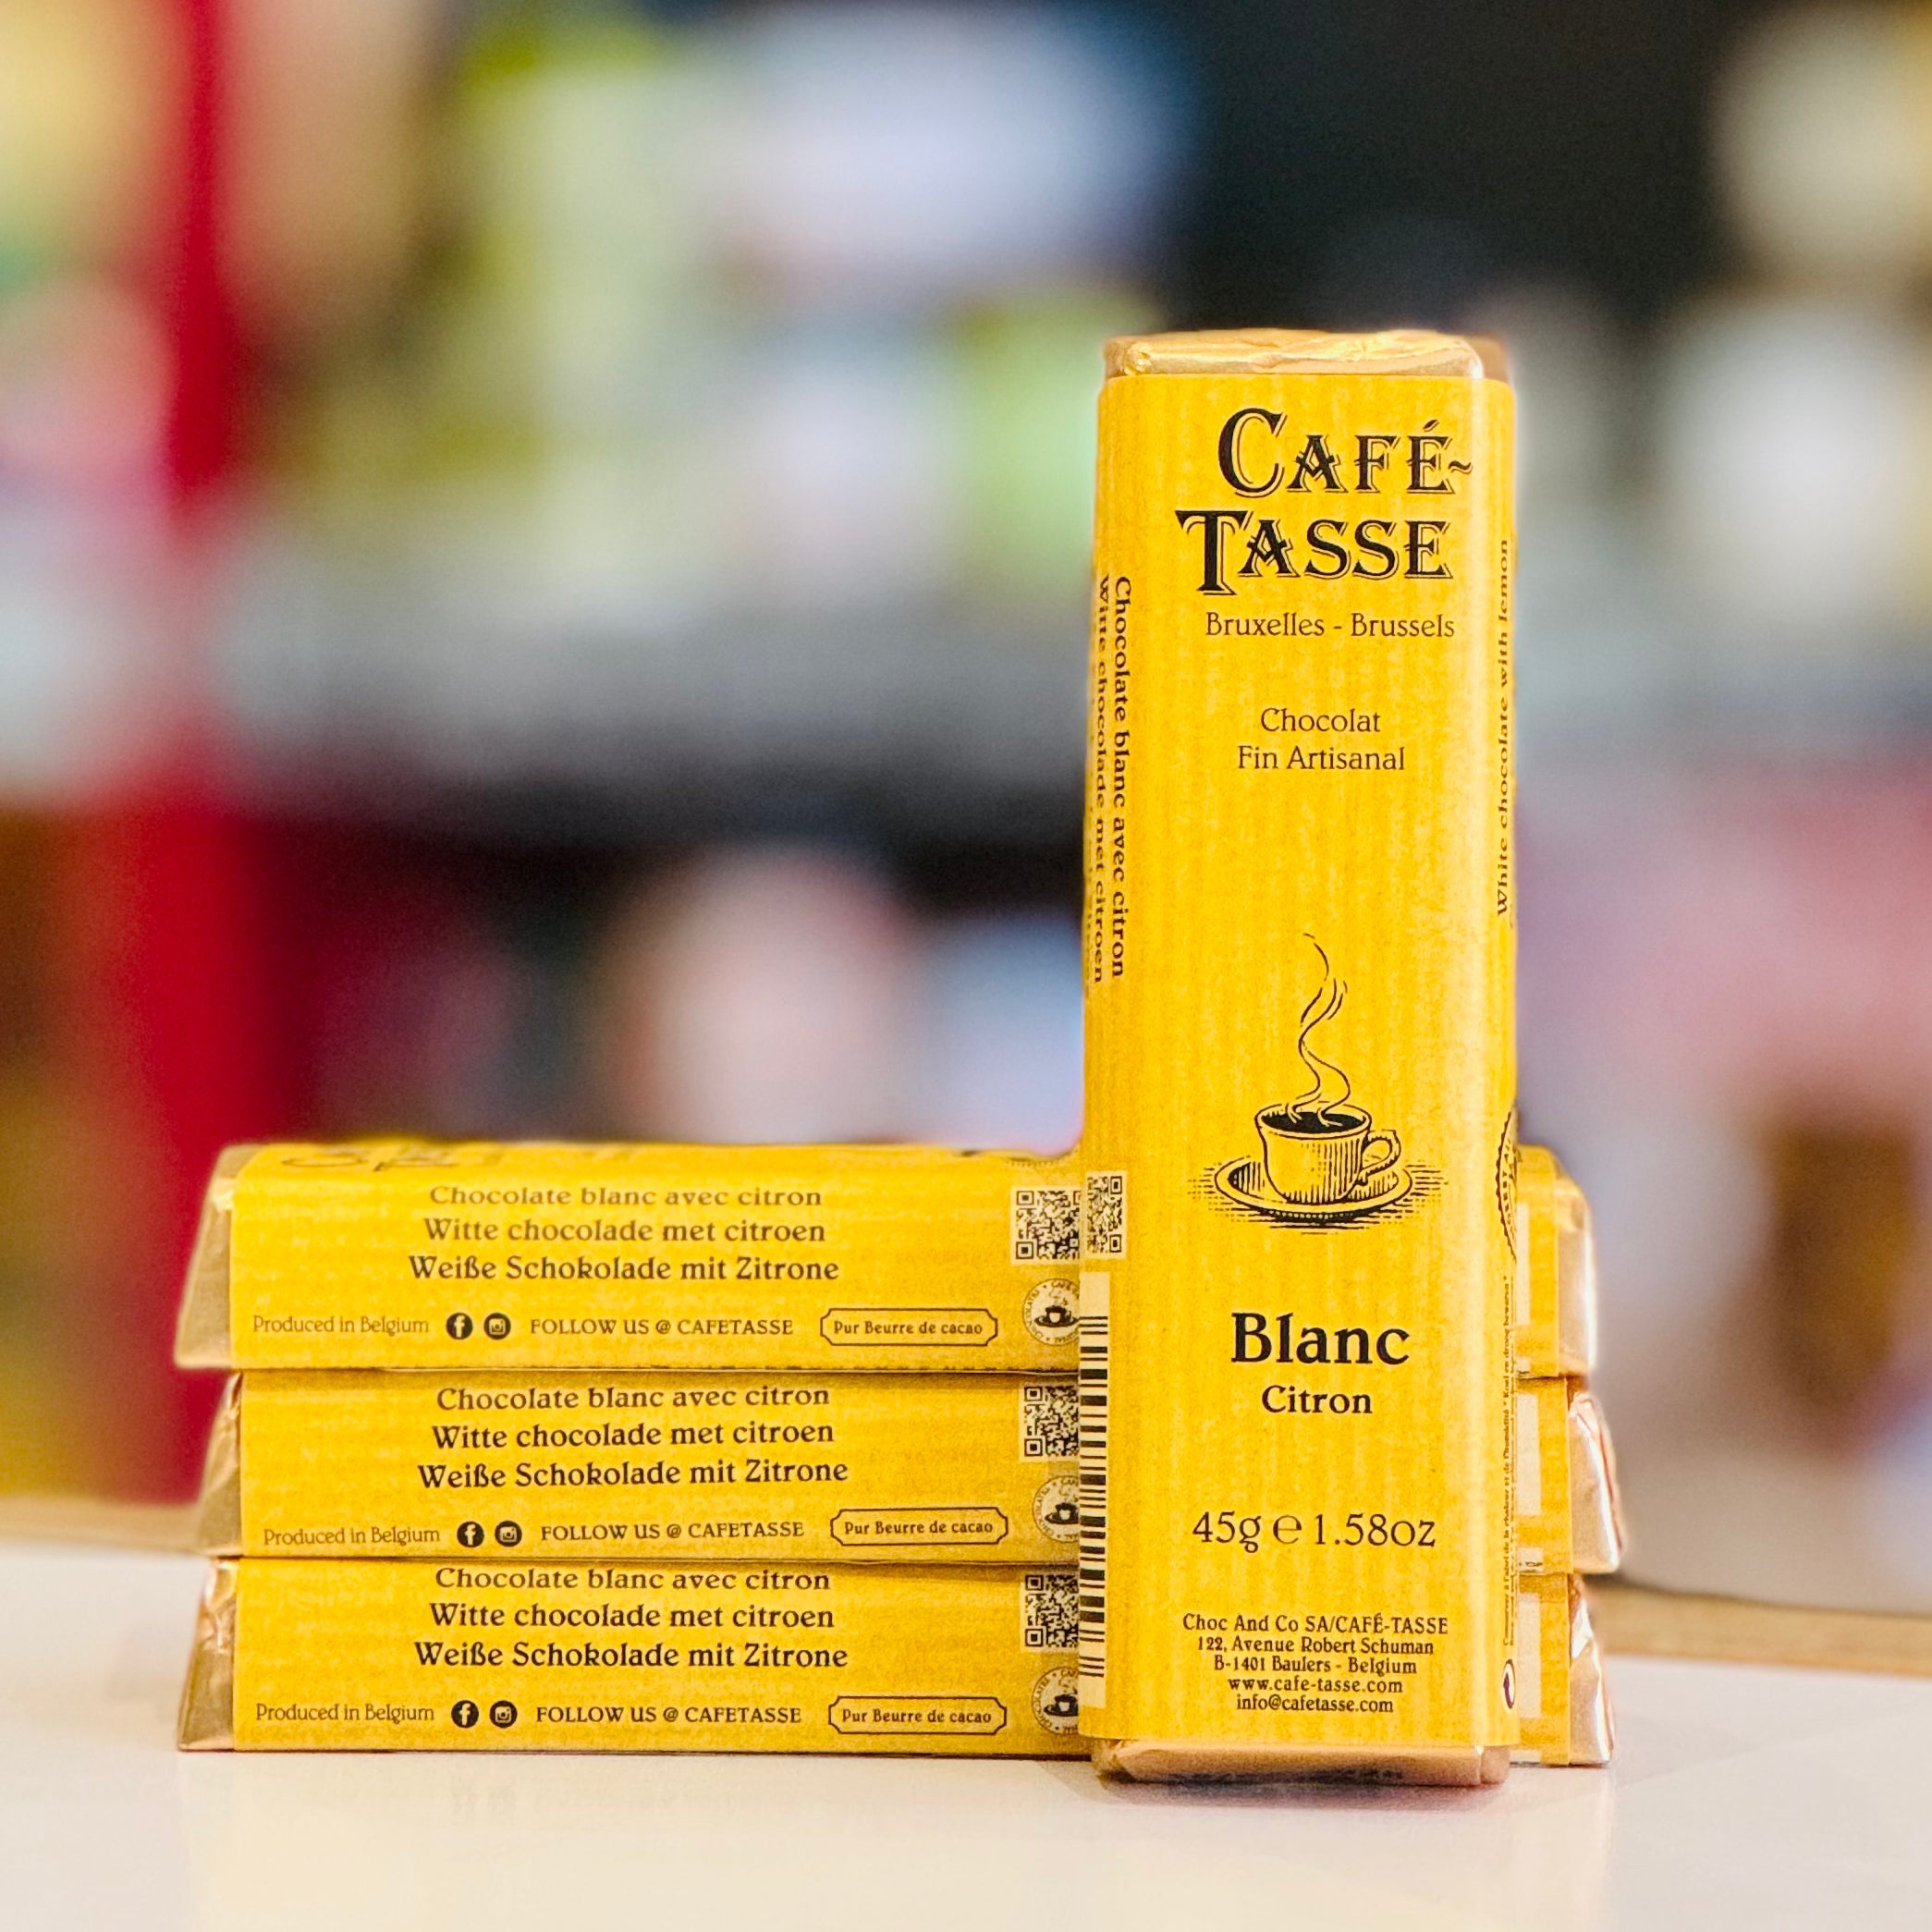 CAFÉ-
TASSE
Bruxelles - Brussels
Chocolat
Fin Artisanal
Blanc
Citron
45g e 1.58oz
Choc And Co SA/CAFÉ-TASSE
122, Avenue Robert Schuman
B-1401 Baulers - Belgium
www.cafe-tasse.com
info@cafetasse.com
Chocolate blanc avec citron
Witte chocolade met citroen
White chocolate with lemon
Chocolate blanc avec citron
Witte chocolade met citroen
Weiße Schokolade mit Zitrone
Produced in Belgium FOLLOW US @ CAFETASSE Pur Beurre de cacao
Chocolate blanc avec citron
Witte chocolade met citroen
Weiße Schokolade mit Zitrone
Produced in Belgium FOLLOW US @ CAFETASSE Pur Beurre de cacao
Chocolate blanc avec citron
Witte chocolade met citroen
Weiße Schokolade mit Zitrone
Produced in Belgium FOLLOW US @ CAFETASSE Pur Beurre de cacao